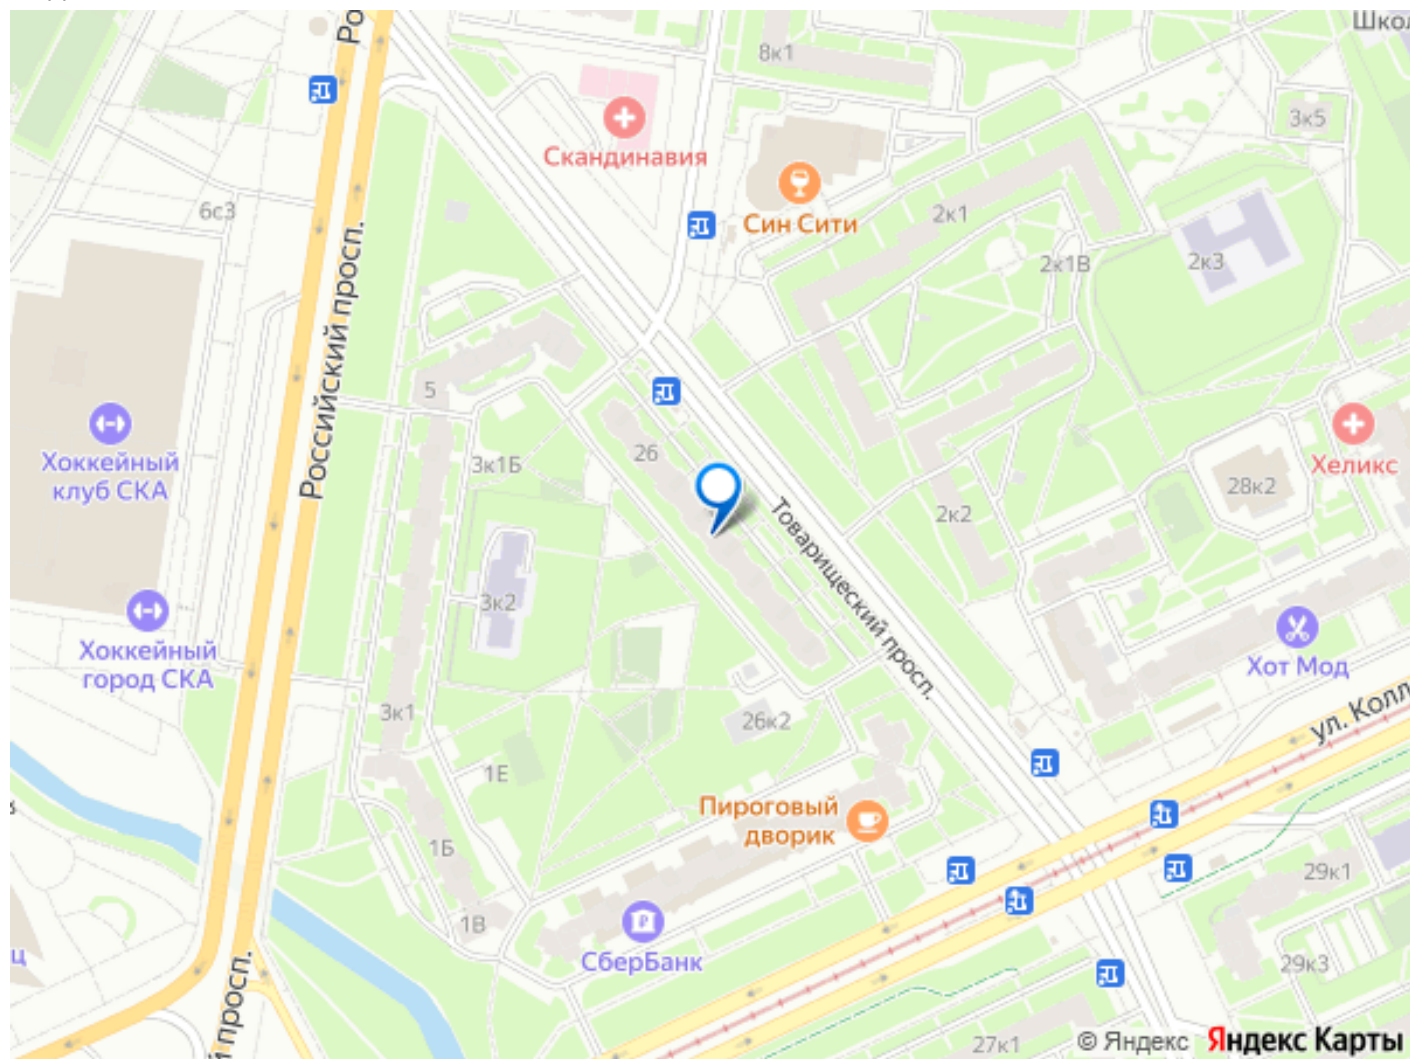 Ро
Школ
8к1
3к5
Скандинавия
6с3
Син Сити
2к1
2к1В
2к3
Российский просп.
5
26
3к1Б
Хоккейный
клуб СКА
Хеликс
28к2
2к2
Товарищеский просп.
3к2
Хоккейный
город СКА
Хот Мод
3к1
26к2
ул. Колл
1Е
Пироговый
дворик
1Б
29к1
1В
СберБанк
ц
29к3
й просп.
27к1
© Яндекс Яндекс Карты